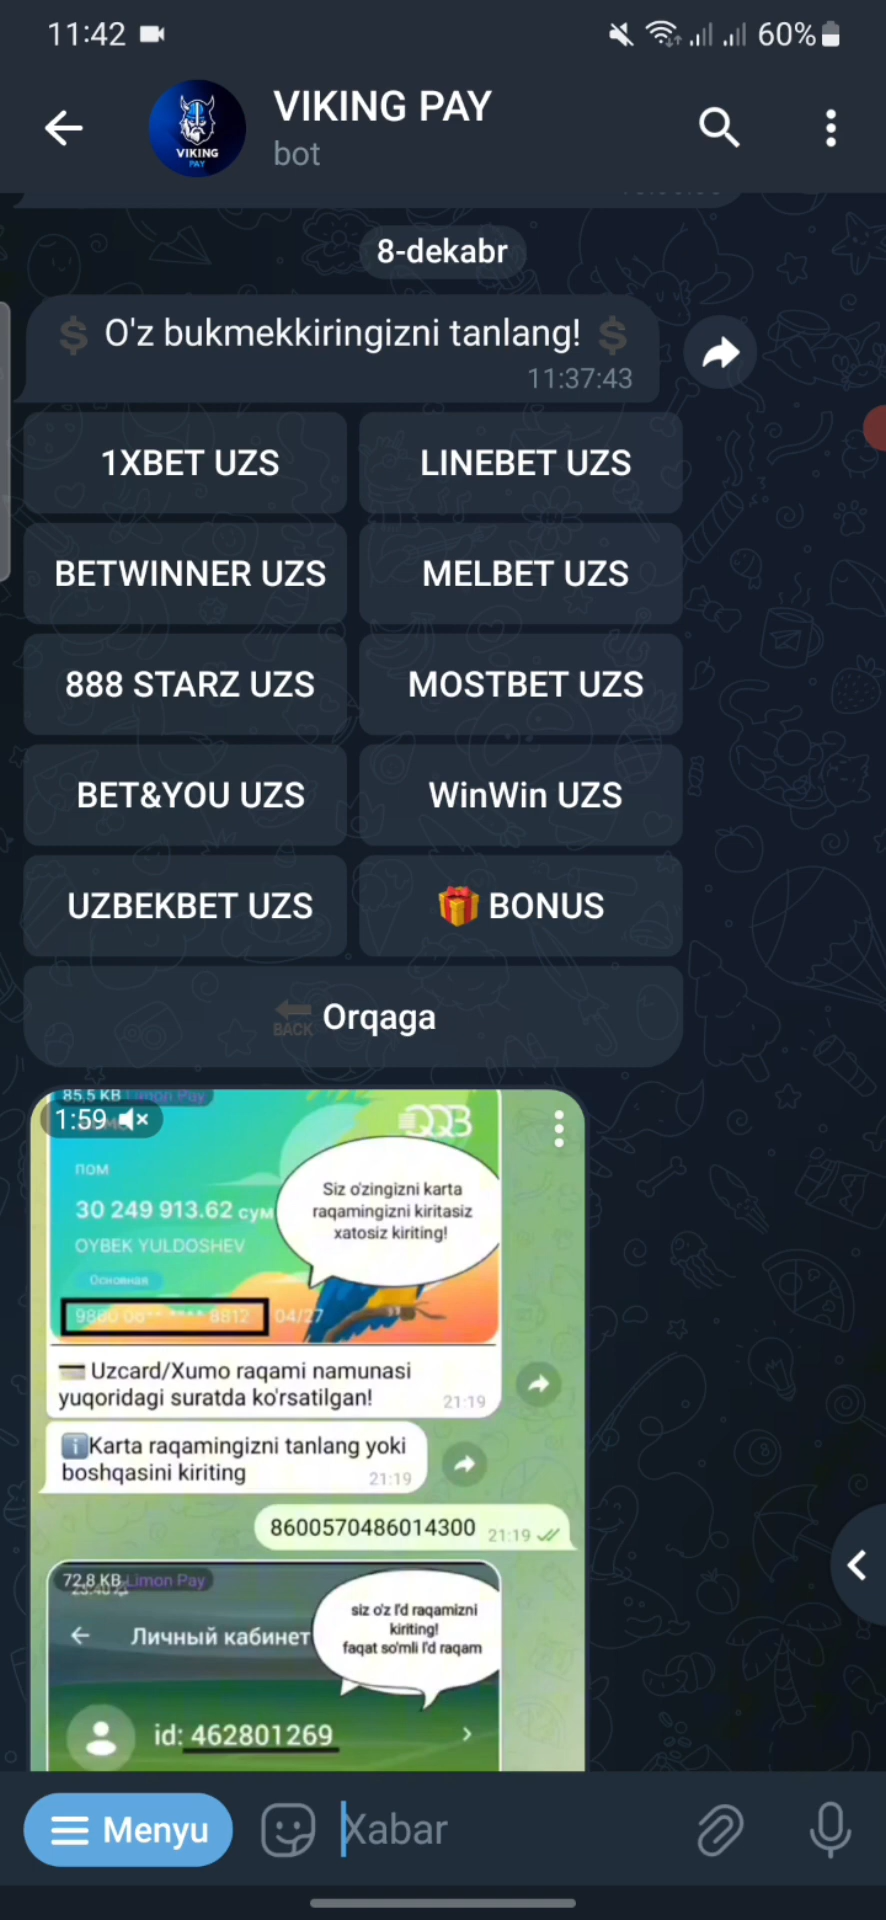 11:42
60%
VIKING PAY
bot
VIKING
PAY
8-dekabr
$ O'z bukmekkiringizni tanlang! $
11:37:43
1XBET UZS
LINEBET UZS
BETWINNER UZS
MELBET UZS
888 STARZ UZS
MOSTBET UZS
BET&YOU UZS
WinWin UZS
UZBEKBET UZS
BONUS
BACK Orqaga
85,5 KB Limon Pay
1:59
пом
30 249 913.62 сум
OYBEK YULDOSHEV
Основная
04/27
Siz o'zingizni karta
raqamingizni kiritasiz
xatosiz kiriting!
Uzcard/Xumo raqami namunasi
yuqoridagi suratda ko'rsatilgan!
21:19
Karta raqamingizni tanlang yoki
boshqasini kiriting
21:19
8600570486014300 21:19
72,8 KB Limon Pay
Личный кабинет
siz o'z I'd raqamizni
kiriting!
faqat so'mli I'd raqam
id: 462801269
Menyu
Xabar